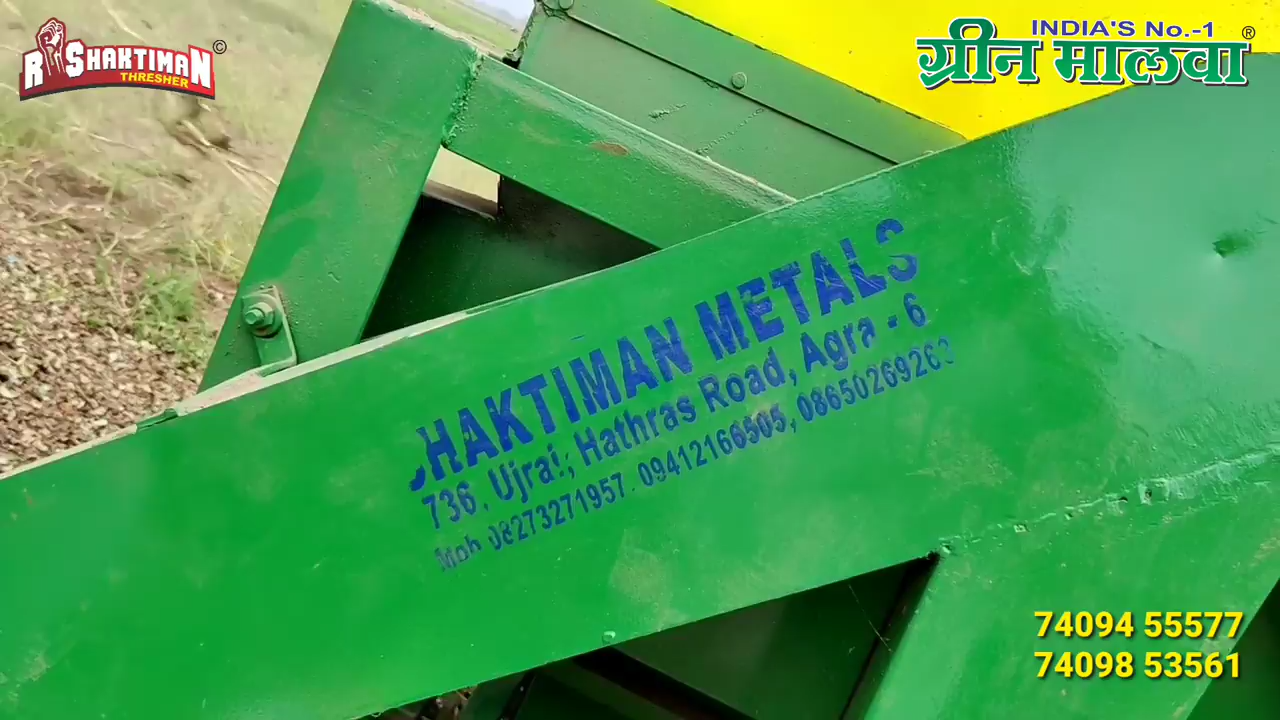 R SHAKTIMAN ©
THRESHER
INDIA'S No.-1
ग्रीन मालवा ®
SHAKTIMAN METALS
736, Ujrai, Hathras Road, Agra - 6
Mob 08273271957, 09412166505, 08650269263
74094 55577
74098 53561